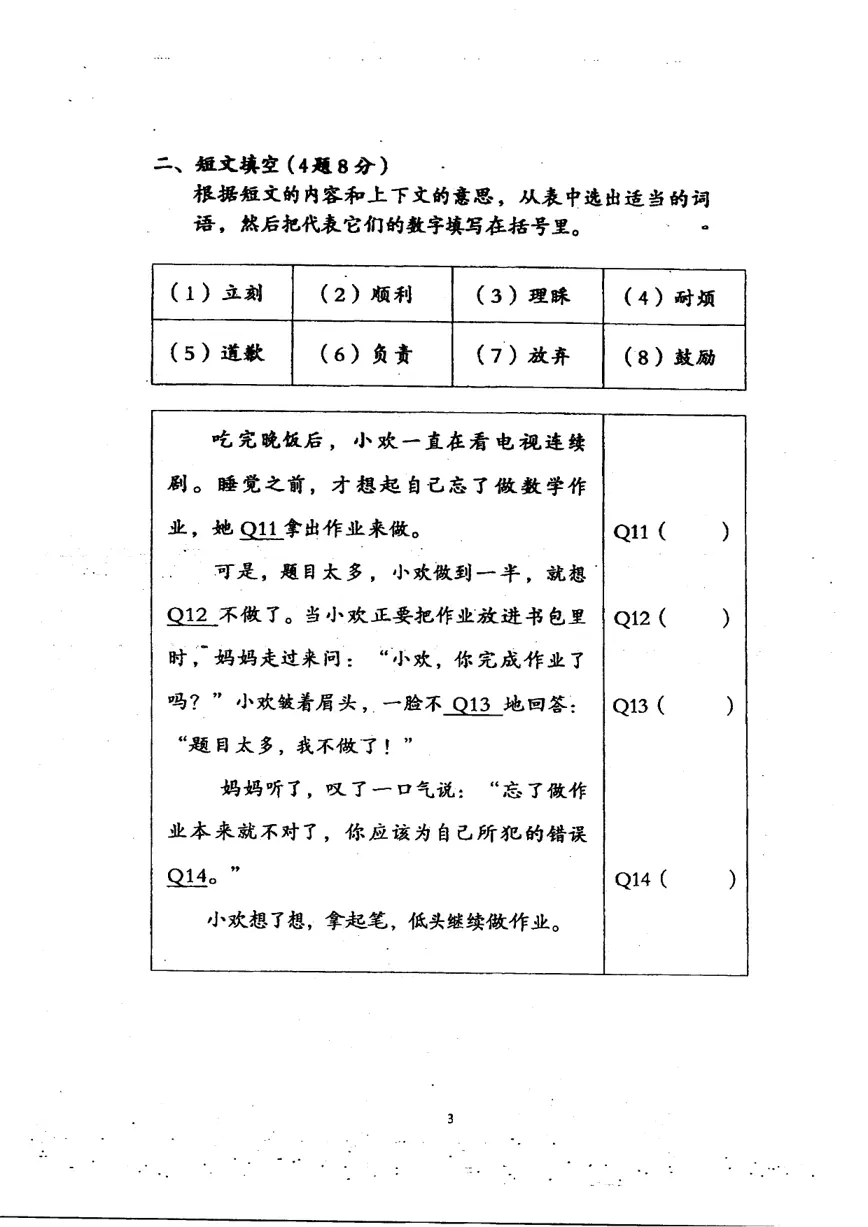 二、短文填空(4题8分)
根据短文的内容和上下文的意思，从表中选出适当的词
语，然后把代表它们的数字填写在括号里。
(1)立刻 (2)顺利 (3)理睬 (4)耐烦
(5)道歉 (6)负责 (7)放弃 (8)鼓励
吃完晚饭后，小欢一直在看电视连续
剧。睡觉之前，才想起自己忘了做数学作
业，她 Q11 拿出作业来做。 Q11 ( )
可是，题目太多，小欢做到一半，就想
Q12 不做了。当小欢正要把作业放进书包里 Q12 ( )
时，妈妈走过来问：“小欢，你完成作业了
吗？”小欢皱着眉头，一脸不 Q13 地回答： Q13 ( )
“题目太多，我不做了！”
妈妈听了，叹了一口气说：“忘了做作
业本来就不对了，你应该为自己所犯的错误
Q14。” Q14 ( )
小欢想了想，拿起笔，低头继续做作业。
3